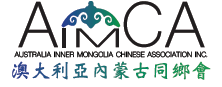 AIMCA
AUSTRALIA INNER MONGOLIA CHINESE ASSOCIATION INC.
澳大利亞內蒙古同鄉會